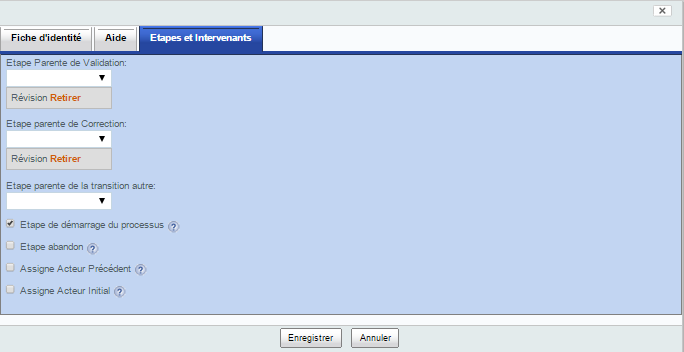 Fiche d'identité Aide Etapes et Intervenants
Etape Parente de Validation:
Révision Retirer
Etape parente de Correction:
Révision Retirer
Etape parente de la transition autre:
Etape de démarrage du processus
Etape abandon
Assigne Acteur Précédent
Assigne Acteur Initial
Enregistrer Annuler